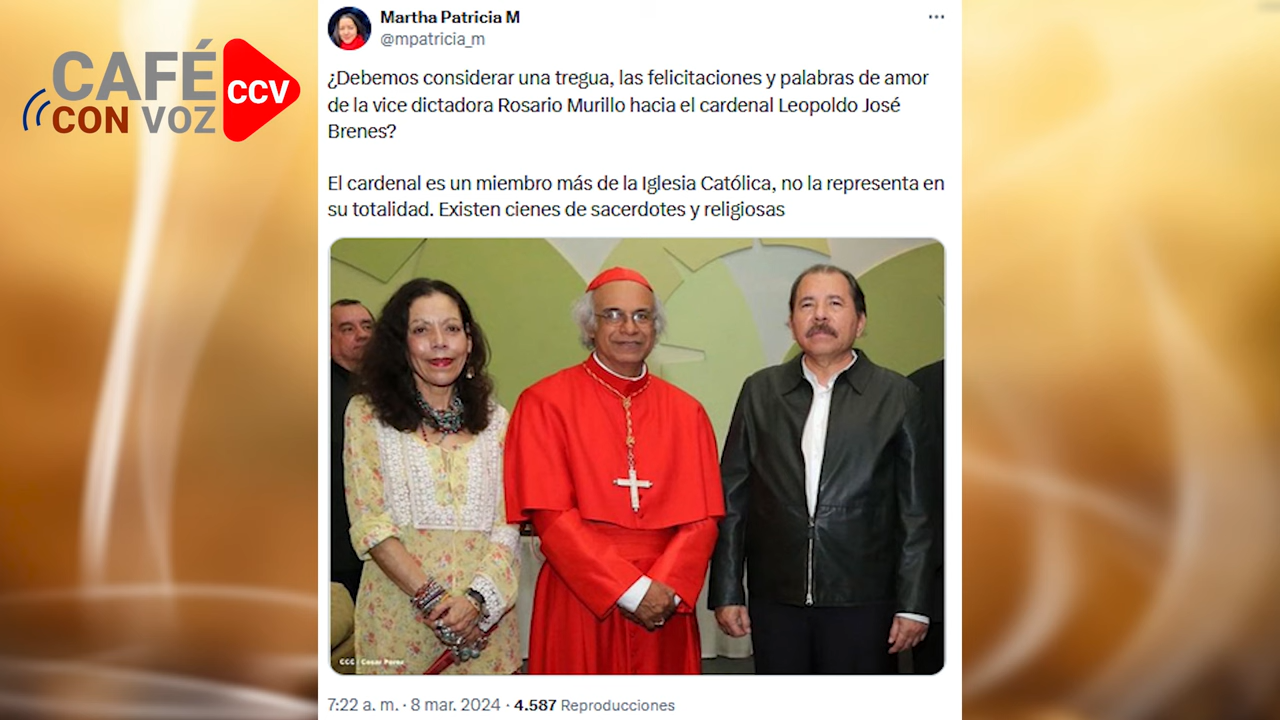 CAFÉ
CON VOZ
CCV
Martha Patricia M
@mpatricia_m
¿Debemos considerar una tregua, las felicitaciones y palabras de amor
de la vice dictadora Rosario Murillo hacia el cardenal Leopoldo José
Brenes?
El cardenal es un miembro más de la Iglesia Católica, no la representa en
su totalidad. Existen cienes de sacerdotes y religiosas
CCC / Cesar Perez
7:22 a. m. · 8 mar. 2024 · 4.587 Reproducciones